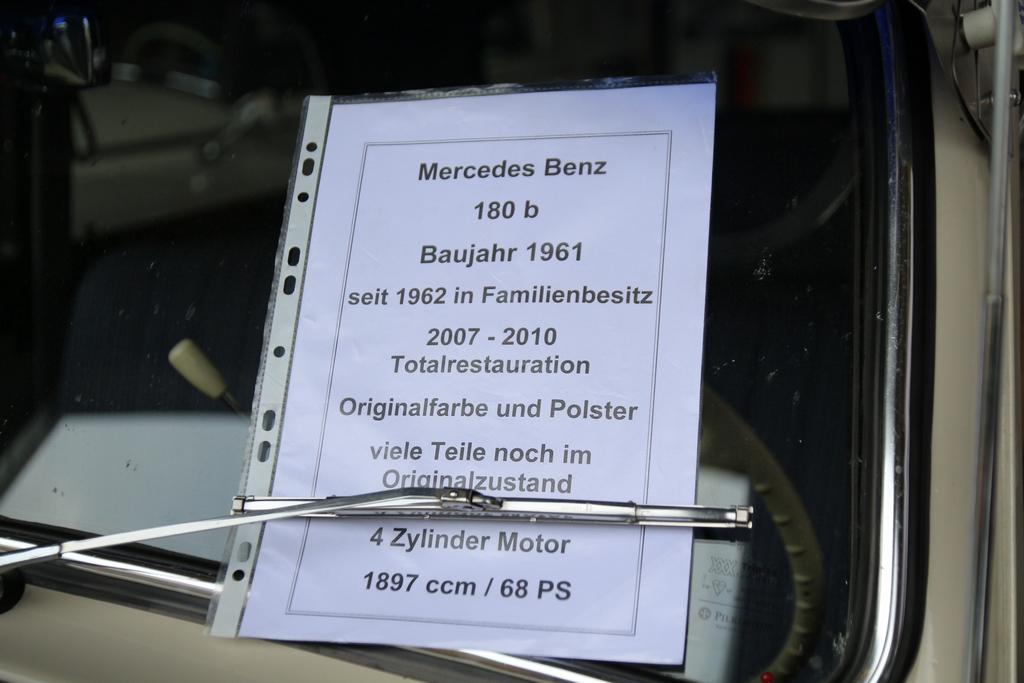 Mercedes Benz
180 b
Baujahr 1961
seit 1962 in Familienbesitz
2007 - 2010
Totalrestauration
Originalfarbe und Polster
viele Teile noch im
Originalzustand
4 Zylinder Motor
1897 ccm / 68 PS